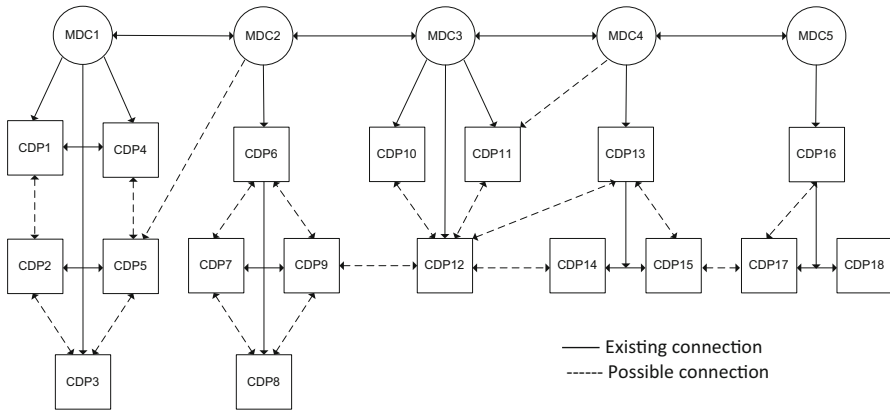 MDC1
MDC2
MDC3
MDC4
MDC5
CDP1
CDP4
CDP6
CDP10
CDP11
CDP13
CDP16
CDP2
CDP5
CDP7
CDP9
CDP12
CDP14
CDP15
CDP17
CDP18
CDP3
CDP8
Existing connection
Possible connection